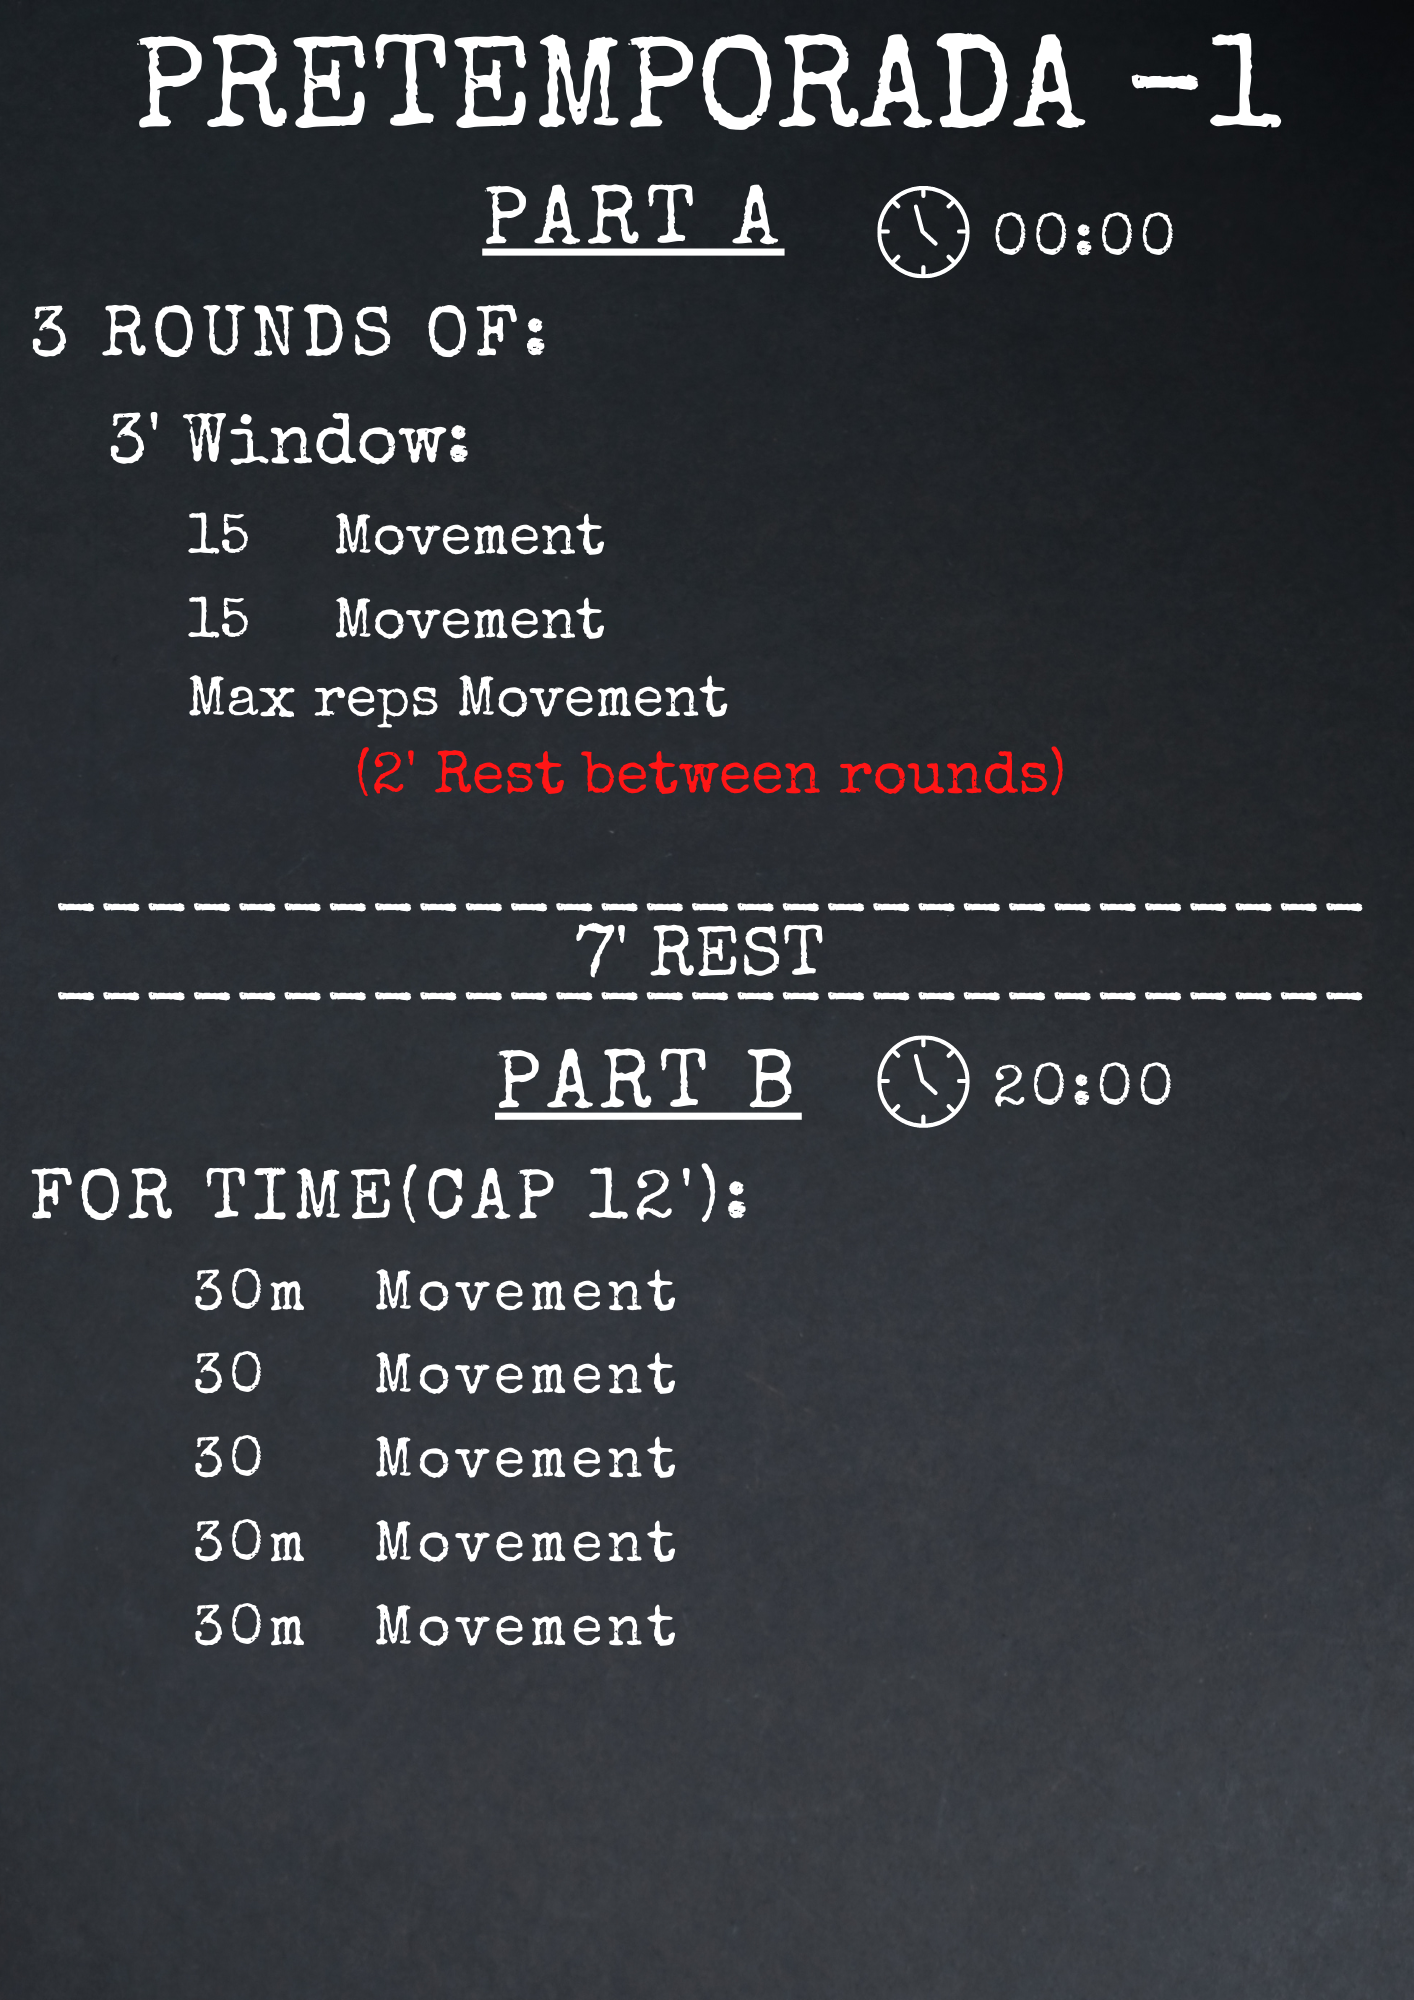 PRETEMPORADA -1
PART A 00:00
3 ROUNDS OF:
3' Window:
15 Movement
15 Movement
Max reps Movement
(2' Rest between rounds)
7' REST
PART B 20:00
FOR TIME(CAP 12'):
30m Movement
30 Movement
30 Movement
30m Movement
30m Movement